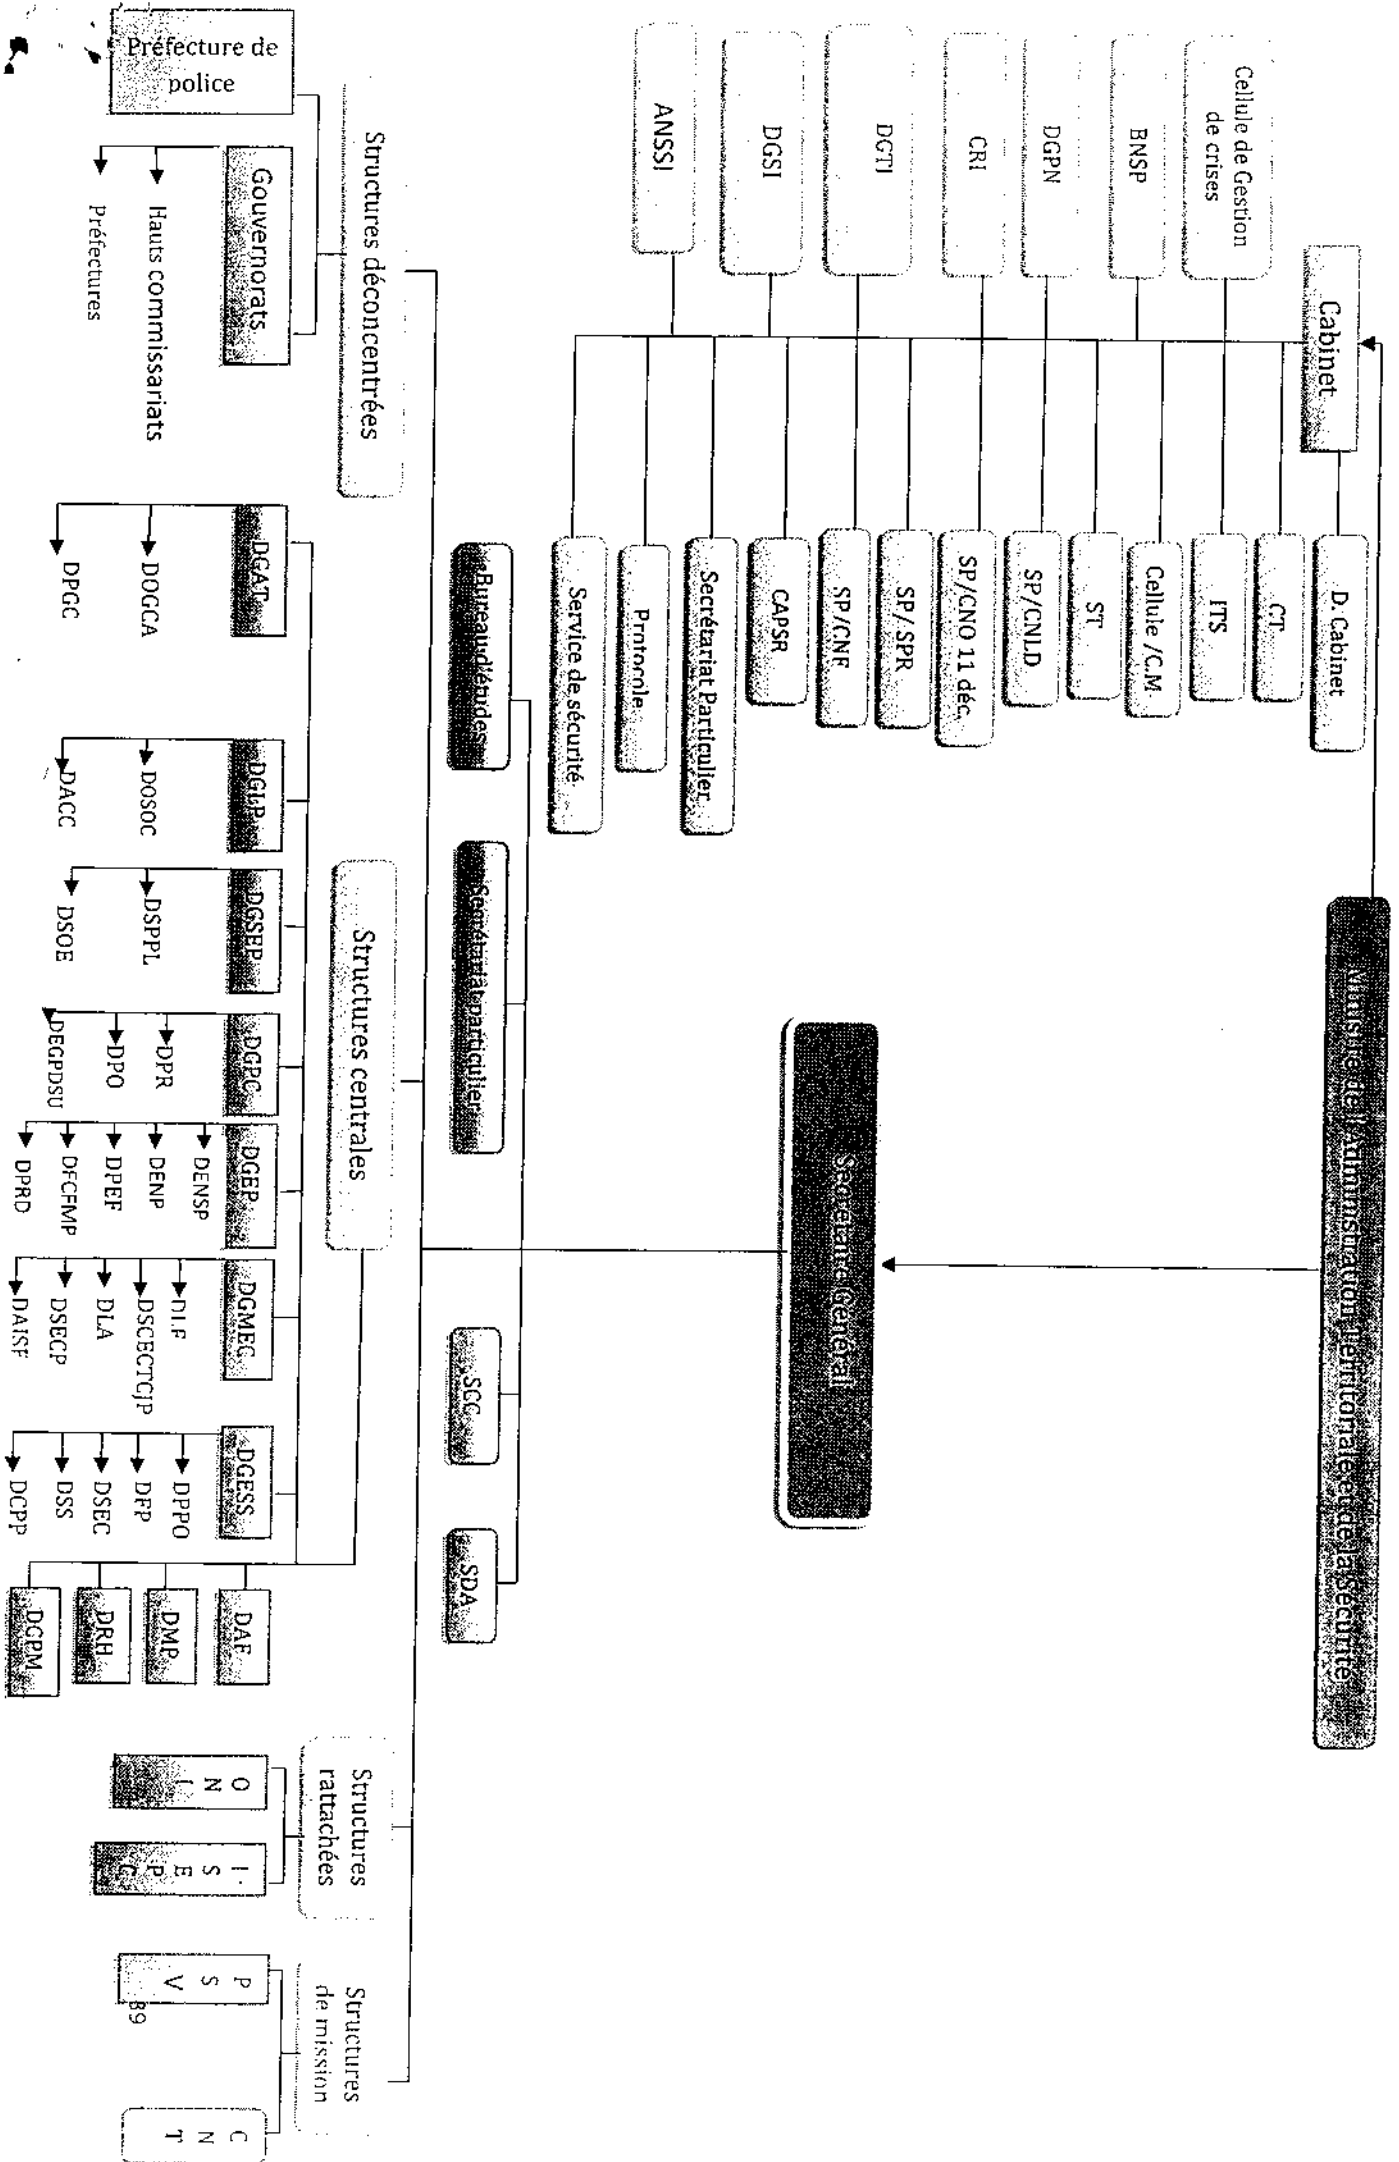 Ministre de l'Administration Territoriale et de la Sécurité
Cabinet
D. Cabinet
CT
ITS
Cellule /C.M
ST
SP/CNLD
SP/CNO 11 déc.
SP/ SPR
SP/CNF
CAPSR
Secrétariat Particulier
Protocole
Service de sécurité
Cellule de Gestion
de crises
BNSP
DGPN
CRI
DGTI
DGSI
ANSSI
Secrétaire Général
Bureau d'études
Secrétariat particulier
SCC
SDA
Structures déconcentrées
Préfecture de
police
Gouvernorats
Hauts commissariats
Préfectures
Structures centrales
DGAT
DOGCA
DPGC
DGLP
DOSOC
DACC
DGSEP
DSPPL
DSOE
DGPC
DPR
DPO
DEGPDSU
DGEP
DENSP
DENP
DPEF
DFCFMP
DPRD
DGMEC
DLF
DSCECTCJP
DLA
DSECP
DAISF
DGESS
DPPO
DFP
DSEC
DSS
DCPP
DAF
DMP
DRH
DCPM
Structures
rattachées
O
N
I
I
S
E
P
C
Structures
de mission
P
S
V
C
N
T
39